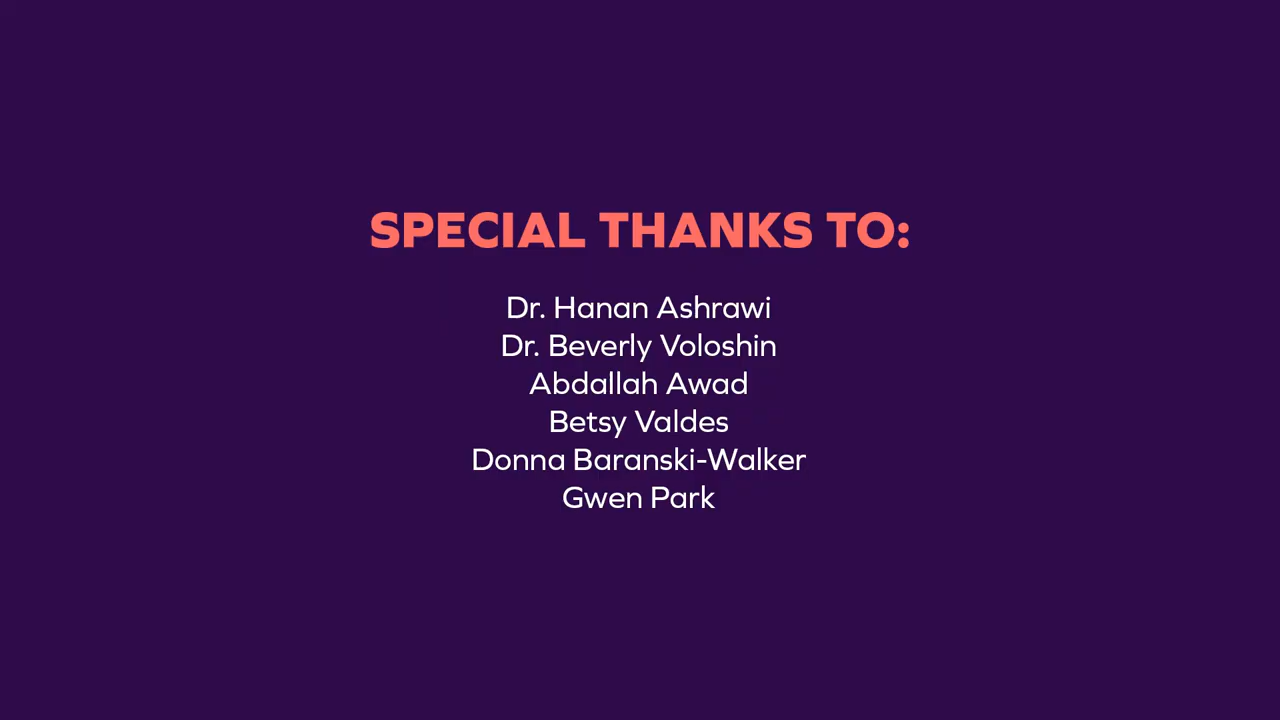 SPECIAL THANKS TO:
Dr. Hanan Ashrawi
Dr. Beverly Voloshin
Abdallah Awad
Betsy Valdes
Donna Baranski-Walker
Gwen Park